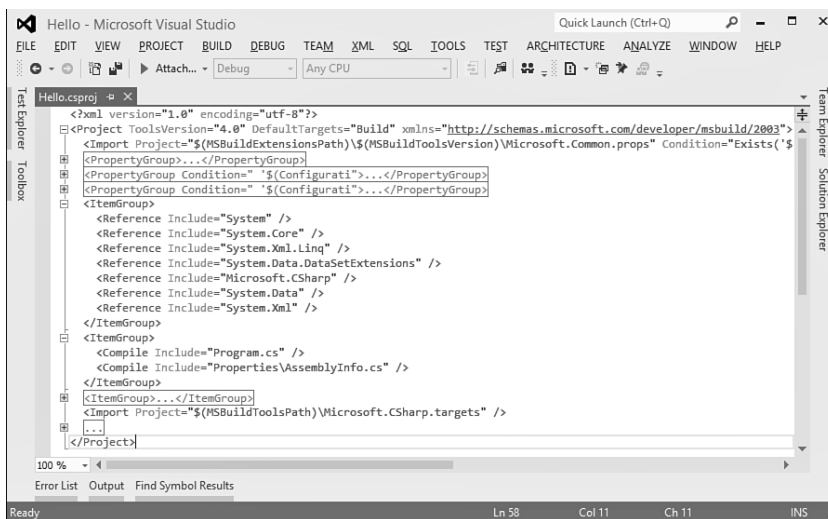 Hello - Microsoft Visual Studio
Quick Launch (Ctrl+Q)
FILE EDIT VIEW PROJECT BUILD DEBUG TEAM XML SQL TOOLS TEST ARCHITECTURE ANALYZE WINDOW HELP
Attach... Debug Any CPU
Test Explorer
Toolbox
Hello.csproj
<?xml version="1.0" encoding="utf-8"?>
<Project ToolsVersion="4.0" DefaultTargets="Build" xmlns="http://schemas.microsoft.com/developer/msbuild/2003">
<Import Project="$(MSBuildExtensionsPath)\$(MSBuildToolsVersion)\Microsoft.Common.props" Condition="Exists('$
<PropertyGroup>...</PropertyGroup>
<PropertyGroup Condition=" '$(Configurati">...</PropertyGroup>
<PropertyGroup Condition=" '$(Configurati">...</PropertyGroup>
<ItemGroup>
<Reference Include="System" />
<Reference Include="System.Core" />
<Reference Include="System.Xml.Linq" />
<Reference Include="System.Data.DataSetExtensions" />
<Reference Include="Microsoft.CSharp" />
<Reference Include="System.Data" />
<Reference Include="System.Xml" />
</ItemGroup>
<ItemGroup>
<Compile Include="Program.cs" />
<Compile Include="Properties\AssemblyInfo.cs" />
</ItemGroup>
<ItemGroup>...</ItemGroup>
<Import Project="$(MSBuildToolsPath)\Microsoft.CSharp.targets" />
...
</Project>
Team Explorer
Solution Explorer
100 %
Error List Output Find Symbol Results
Ready Ln 58 Col 11 Ch 11 INS